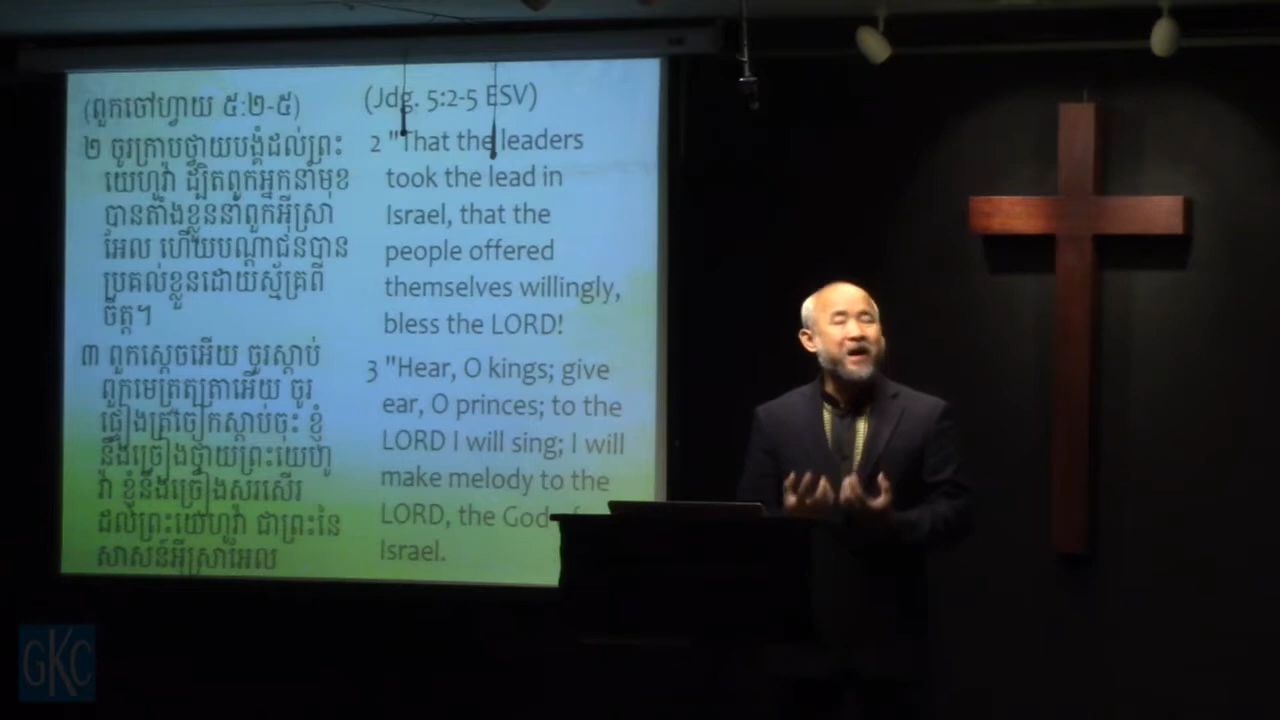 (ពួកចៅហ្វាយ ៥:២-៥)
២ ចូរក្រាបថ្វាយបង្គំដល់ព្រះ
យេហូវ៉ា ដ្បិតពួកអ្នកនាំមុខ
បានតាំងខ្លួននាំពួកអ៊ីស្រា
អែល ហើយបណ្តាជនបាន
ប្រគល់ខ្លួនដោយស្ម័គ្រពី
ចិត្ត។
៣ ពួកស្តេចអើយ ចូរស្តាប់
ពួកមេត្រួតត្រាអើយ ចូរ
ផ្ទៀងត្រចៀកស្តាប់ចុះ ខ្ញុំ
នឹងច្រៀងថ្វាយព្រះយេហូ
វ៉ា ខ្ញុំនឹងច្រៀងសរសើរ
ដល់ព្រះយេហូវ៉ា ជាព្រះនៃ
សាសន៍អ៊ីស្រាអែល
(Jdg. 5:2-5 ESV)
2 "That the leaders
took the lead in
Israel, that the
people offered
themselves willingly,
bless the LORD!
3 "Hear, O kings; give
ear, O princes; to the
LORD I will sing; I will
make melody to the
LORD, the God
Israel.
GKC